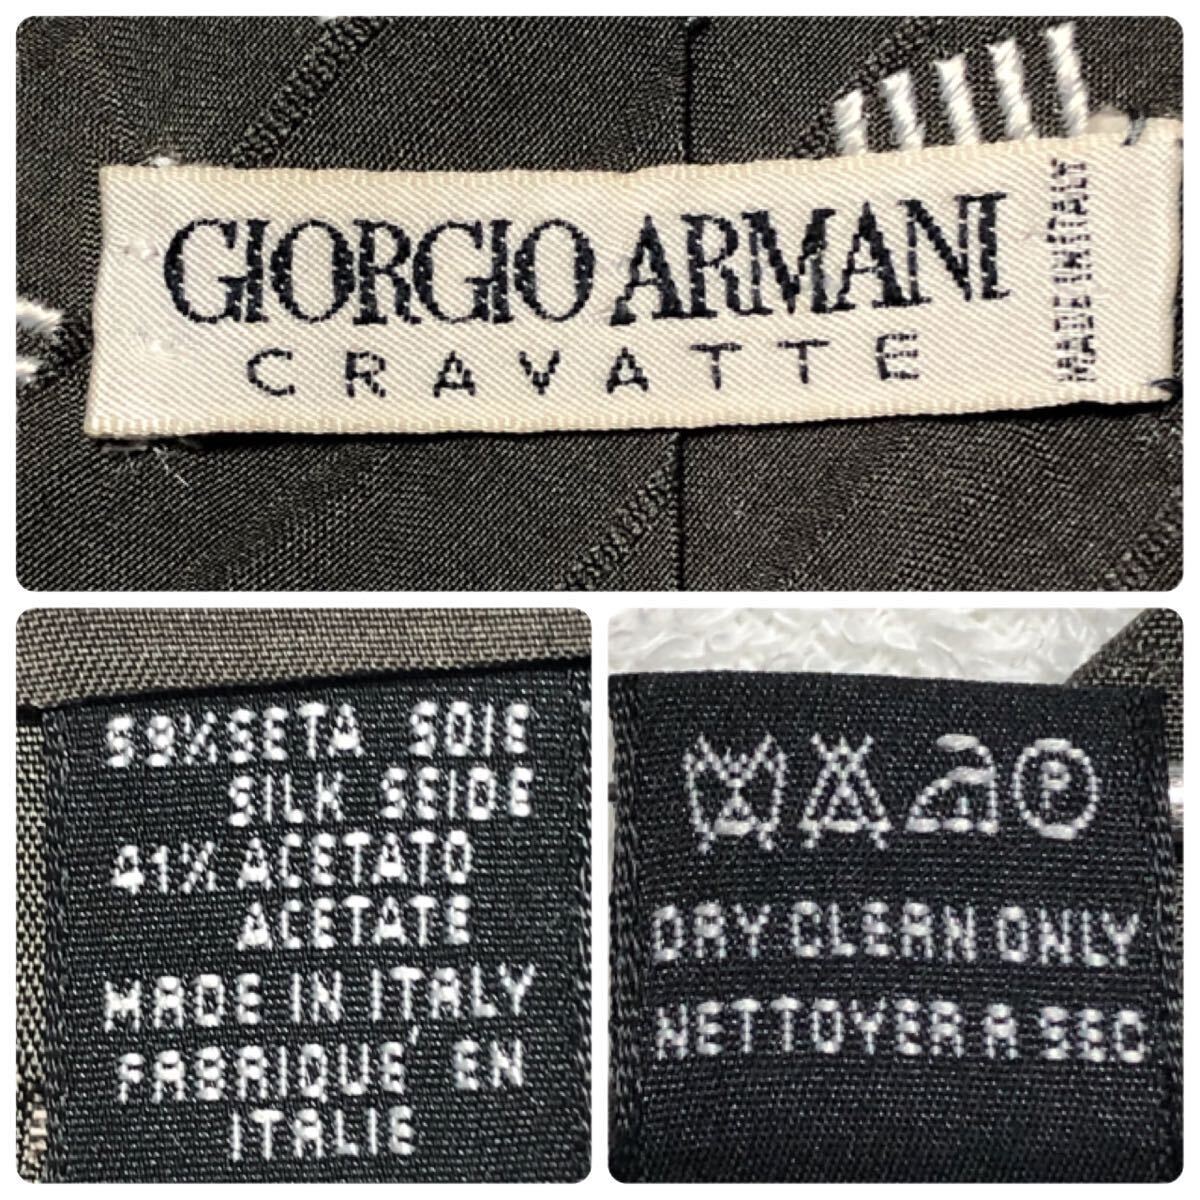 GIORGIO ARMANI
CRAVATTE
MADE IN ITALY
59% SETA SOIE
SILK SEIDE
41% ACETATO
ACETATE
MADE IN ITALY
FABRIQUÉ EN
ITALIE
P
DRY CLEAN ONLY
NETTOYER A SEC